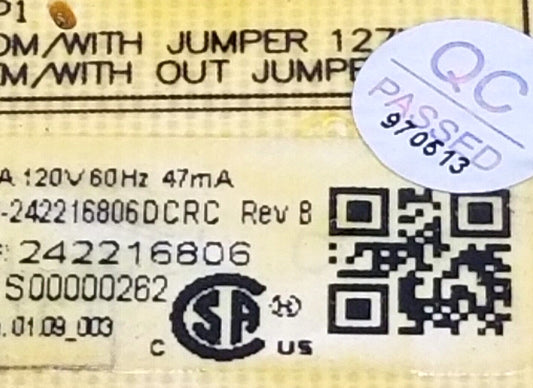 P1
OM/WITH JUMPER 127
M/WITH OUT JUMPE
QC
PASSED
970513
A 120V 60Hz 47mA
-242216806DCRC Rev B
242216806
S00000262
.01.09_003
CSA
C US